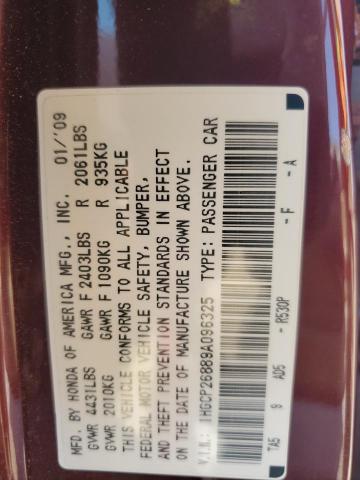 MFD. BY HONDA OF AMERICA MFG., INC. 01/'09
GVWR 4431LBS GAWR F 2403LBS R 2061LBS
GVWR 2010KG GAWR F 1090KG R 935KG
THIS VEHICLE CONFORMS TO ALL APPLICABLE
FEDERAL MOTOR VEHICLE SAFETY, BUMPER,
AND THEFT PREVENTION STANDARDS IN EFFECT
ON THE DATE OF MANUFACTURE SHOWN ABOVE.
V.I.N.: 1HGCP26889A096325 TYPE: PASSENGER CAR
TA5 9 AD5 - R530P - F - A